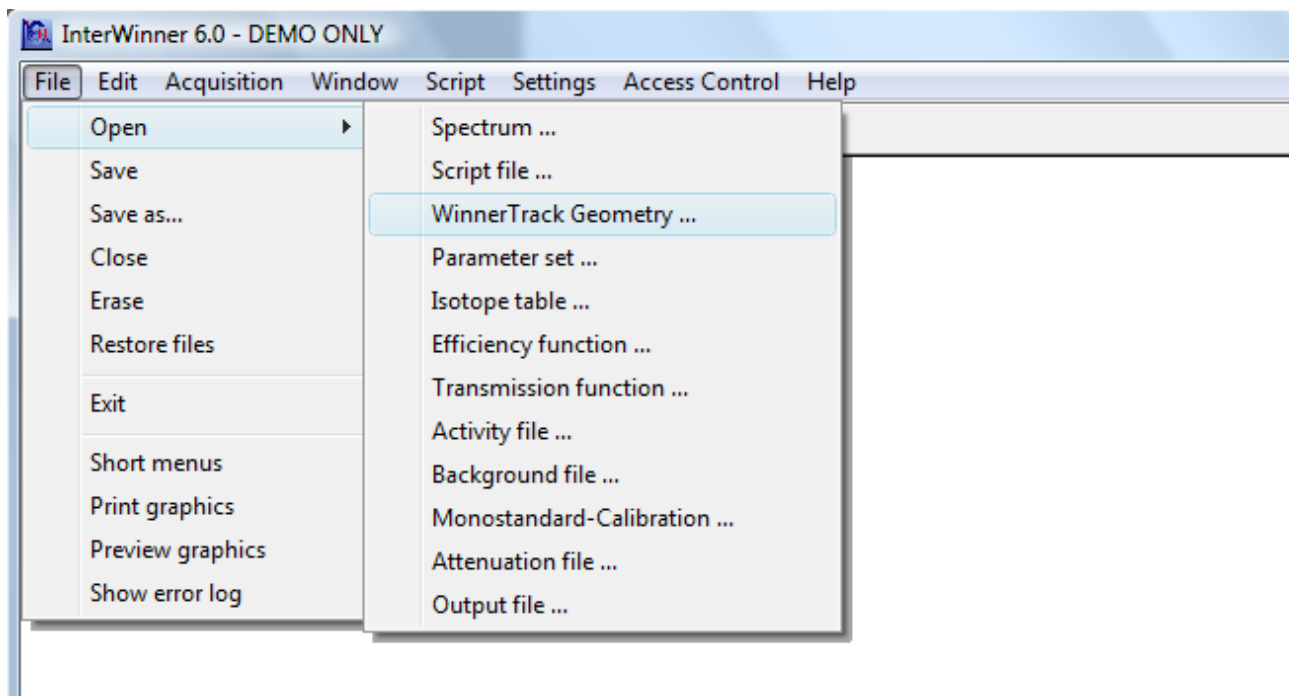 InterWinner 6.0 - DEMO ONLY
File Edit Acquisition Window Script Settings Access Control Help
Open
Save
Save as...
Close
Erase
Restore files
Exit
Short menus
Print graphics
Preview graphics
Show error log
Spectrum ...
Script file ...
WinnerTrack Geometry ...
Parameter set ...
Isotope table ...
Efficiency function ...
Transmission function ...
Activity file ...
Background file ...
Monostandard-Calibration ...
Attenuation file ...
Output file ...